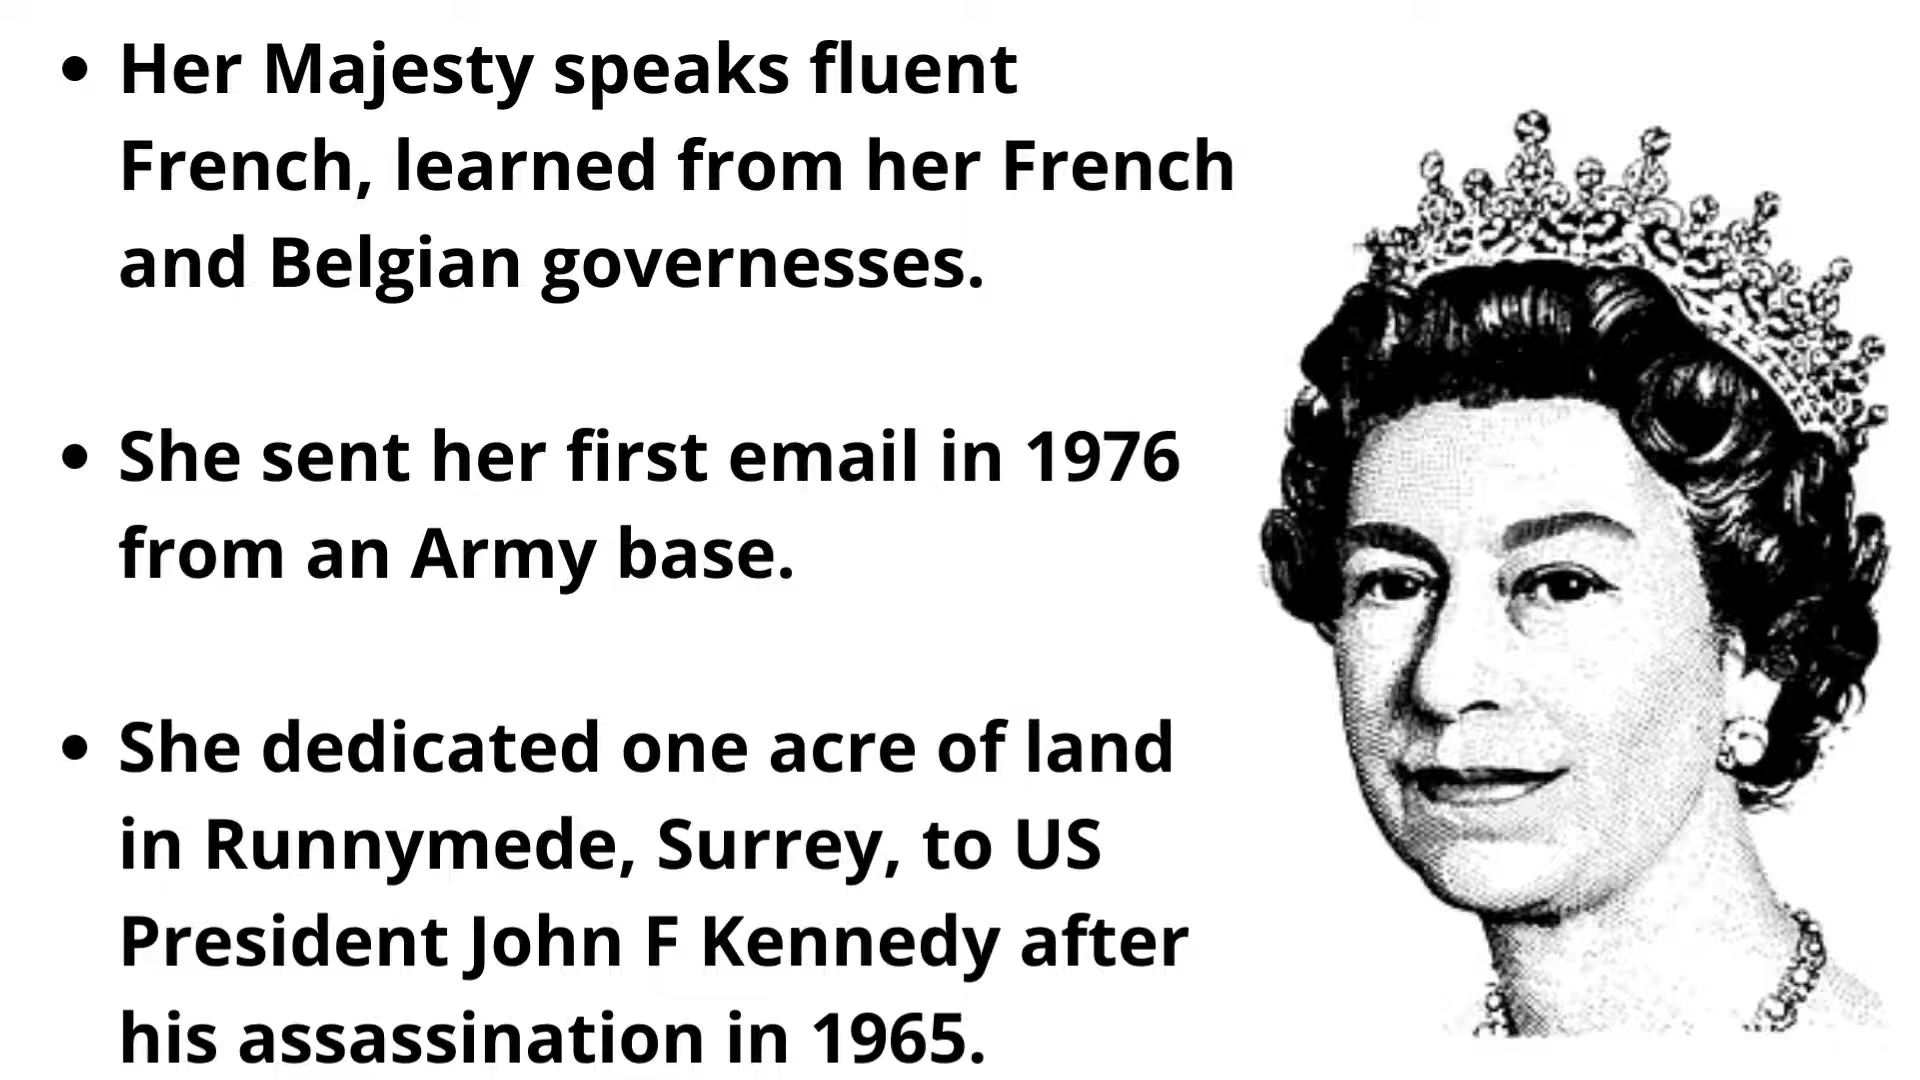 • Her Majesty speaks fluent
French, learned from her French
and Belgian governesses.
• She sent her first email in 1976
from an Army base.
• She dedicated one acre of land
in Runnymede, Surrey, to US
President John F Kennedy after
his assassination in 1965.